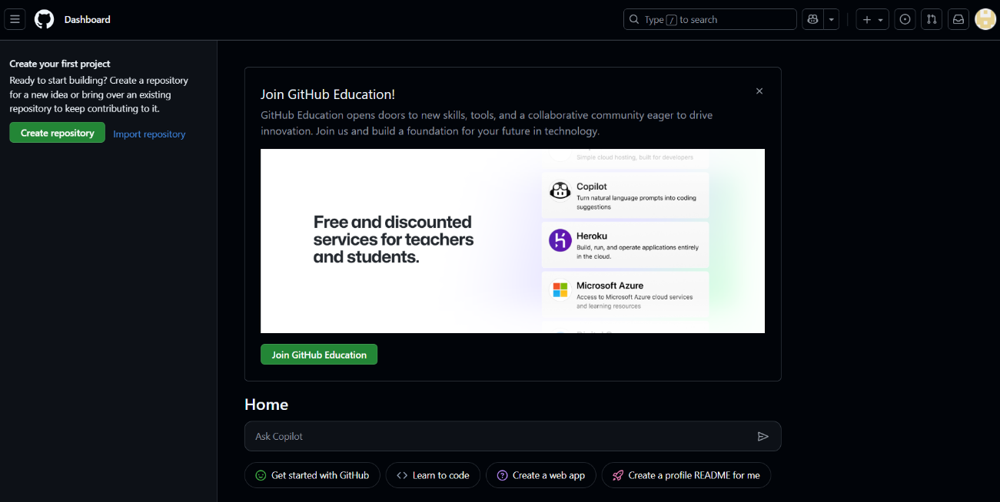 Dashboard
Type / to search
Create your first project
Ready to start building? Create a repository
for a new idea or bring over an existing
repository to keep contributing to it.
Create repository
Import repository
Join GitHub Education!
GitHub Education opens doors to new skills, tools, and a collaborative community eager to drive
innovation. Join us and build a foundation for your future in technology.
Free and discounted
services for teachers
and students.
Simple cloud hosting, built for developers
Copilot
Turn natural language prompts into coding
suggestions
Heroku
Build, run, and operate applications entirely
in the cloud.
Microsoft Azure
Access to Microsoft Azure cloud services
and learning resources
Join GitHub Education
Home
Ask Copilot
Get started with GitHub
Learn to code
Create a web app
Create a profile README for me